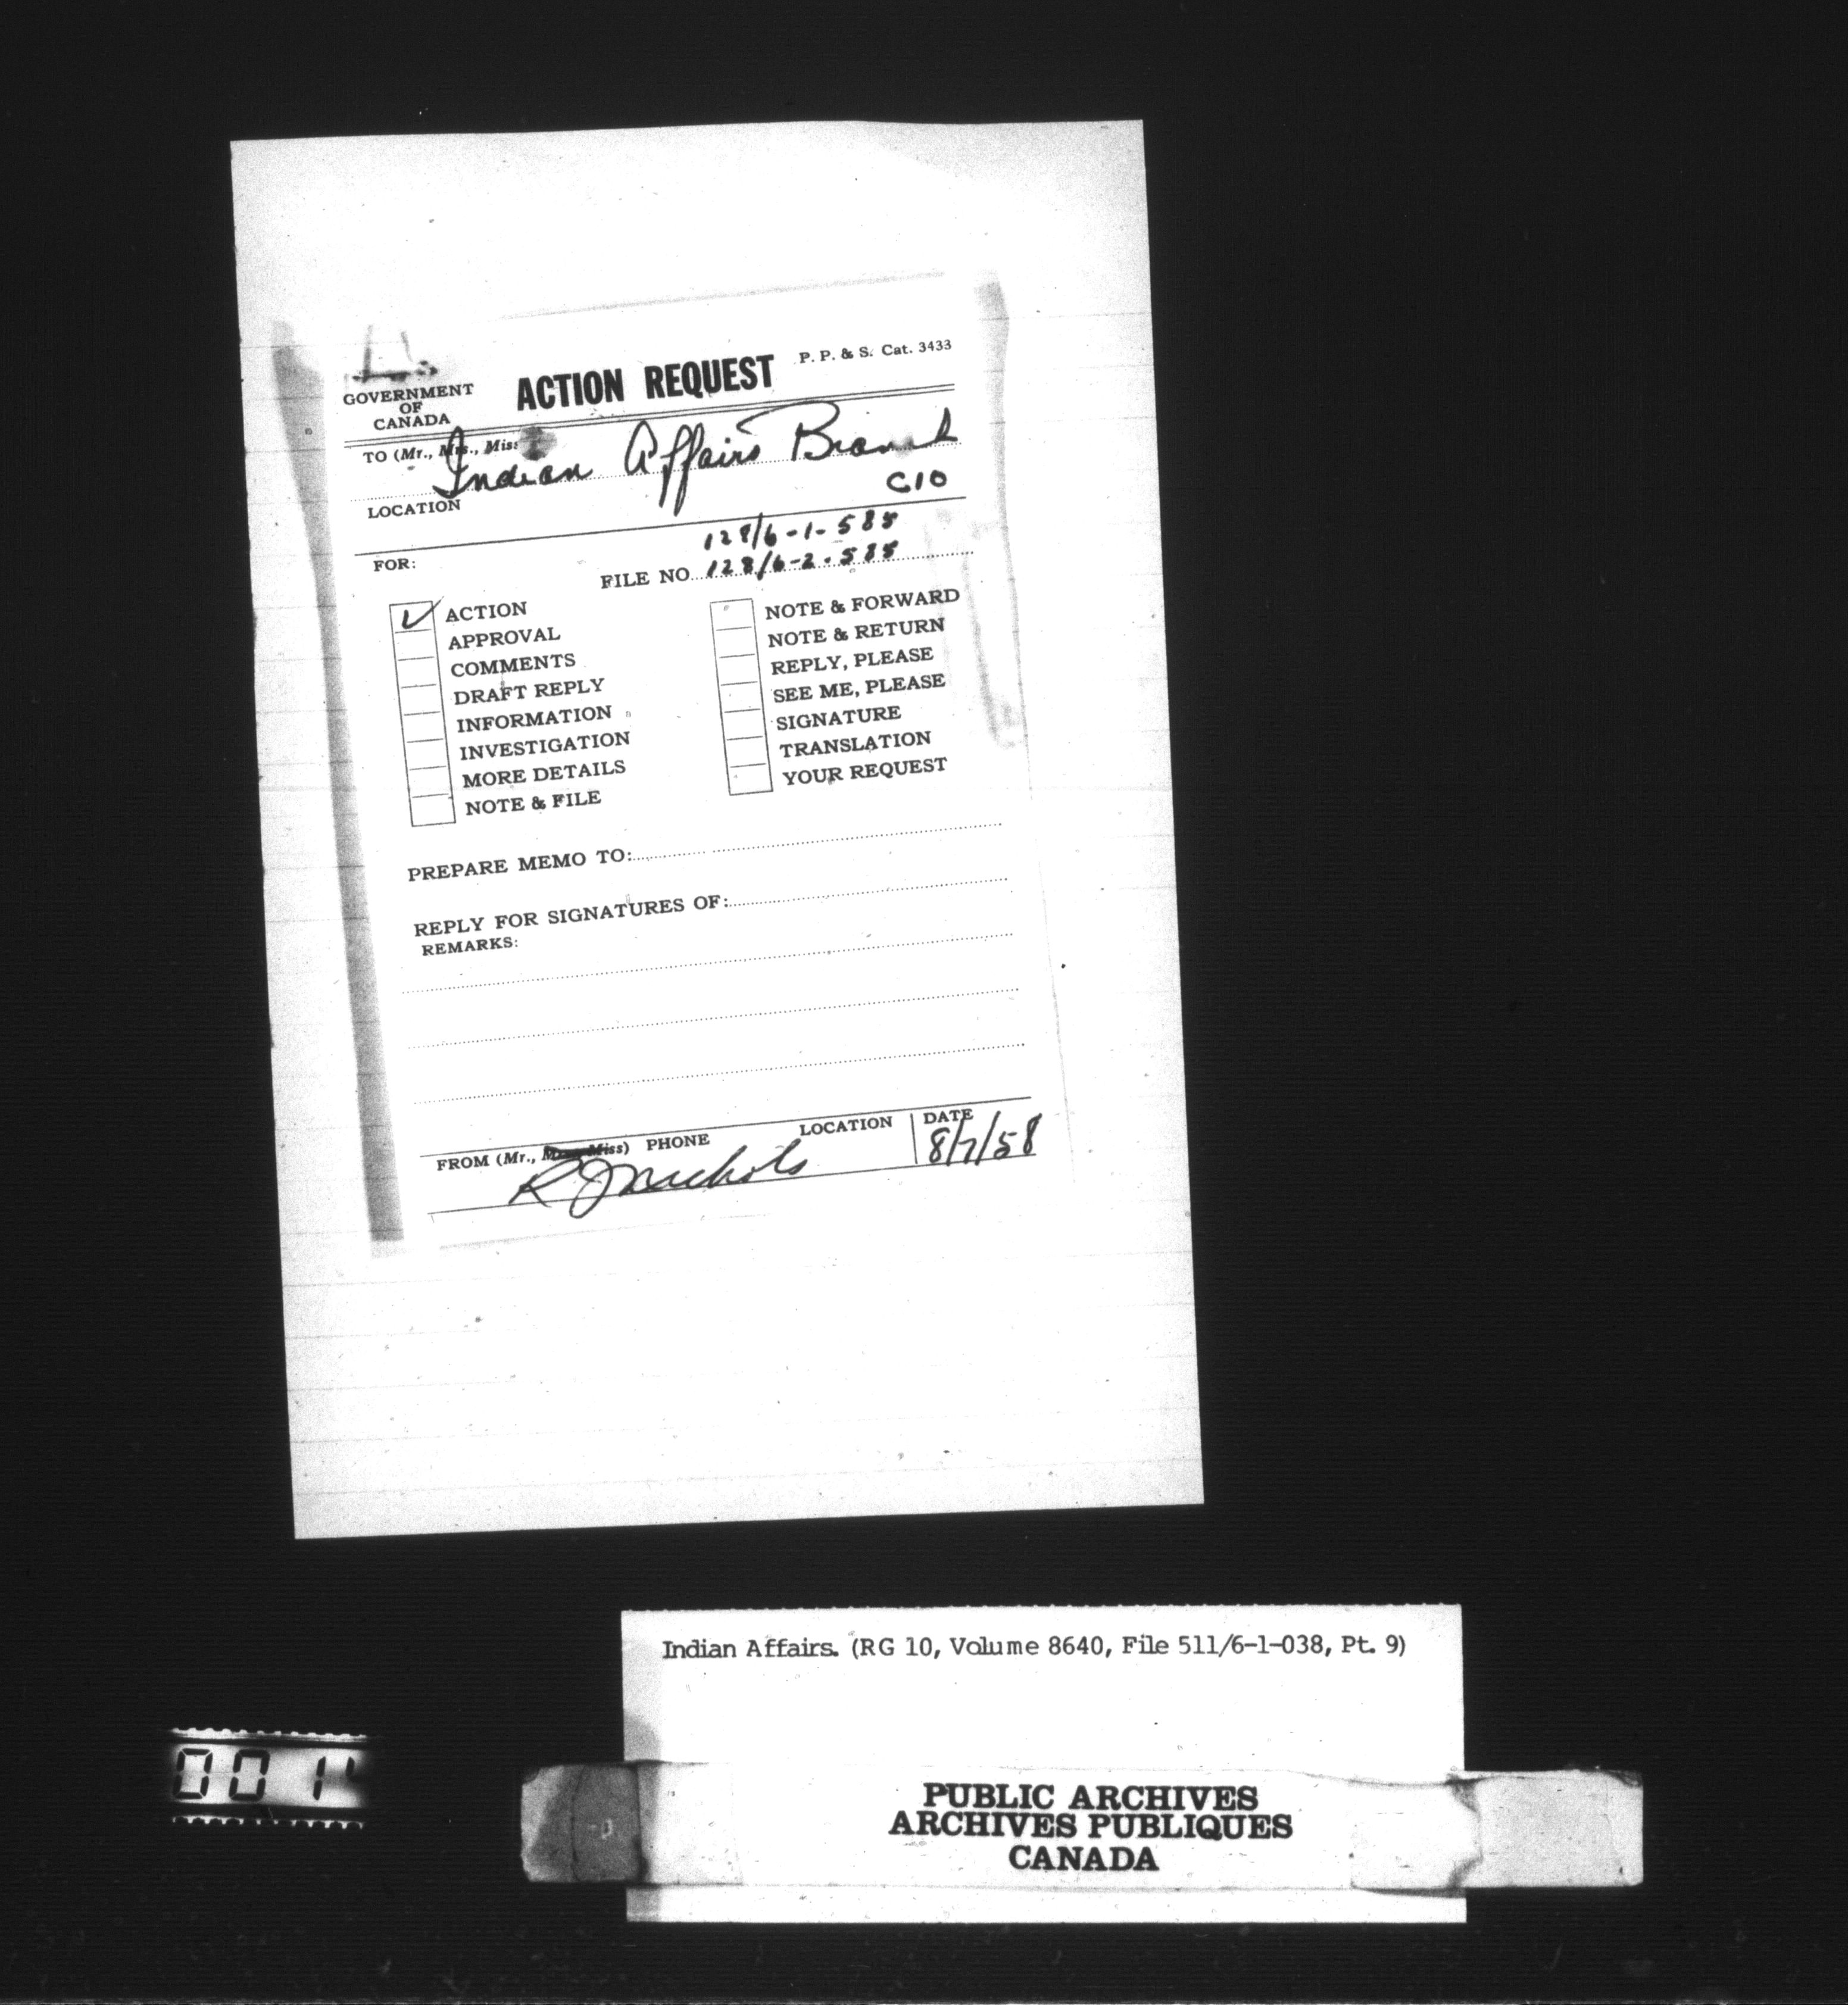 GOVERNMENT
OF
CANADA
ACTION REQUEST
P. P. & S. Cat. 3433
TO (Mr., Mrs., Miss
Indian Affairs Branch
C10
LOCATION
FOR:
128/6-1-585
FILE NO. 128/6-2-585
ACTION
APPROVAL
COMMENTS
DRAFT REPLY
INFORMATION
INVESTIGATION
MORE DETAILS
NOTE & FILE
NOTE & FORWARD
NOTE & RETURN
REPLY, PLEASE
SEE ME, PLEASE
SIGNATURE
TRANSLATION
YOUR REQUEST
PREPARE MEMO TO:
REPLY FOR SIGNATURES OF:
REMARKS:
FROM (Mr., Miss) PHONE LOCATION DATE
R J Nichols 8/7/58
Indian Affairs. (RG 10, Volume 8640, File 511/6-1-038, Pt. 9)
PUBLIC ARCHIVES
ARCHIVES PUBLIQUES
CANADA